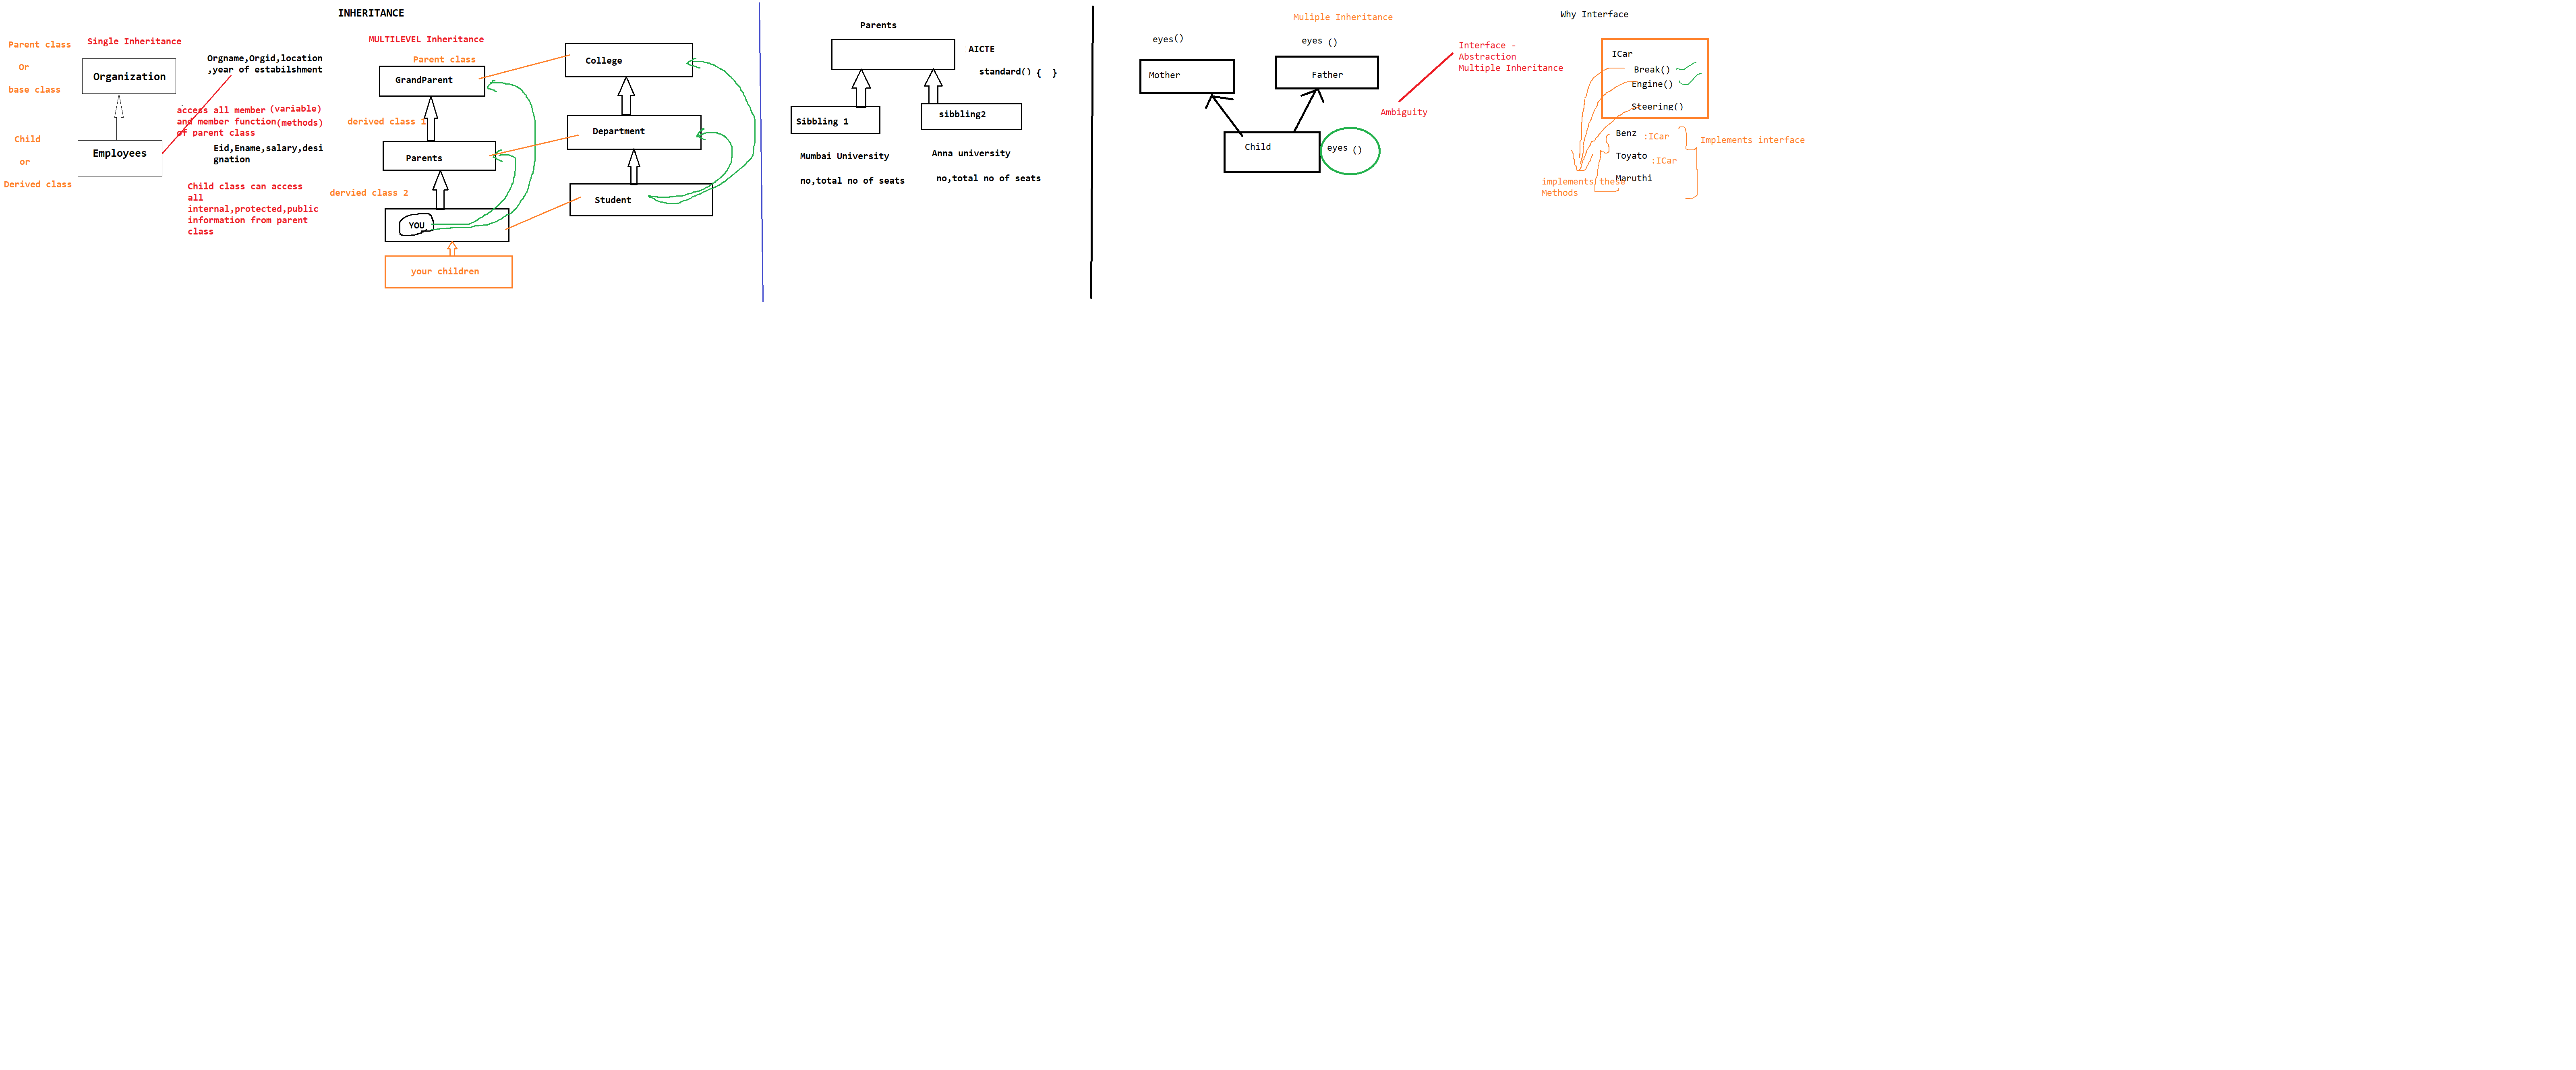 INHERITANCE
Parent class
Or
base class
Single Inheritance
Organization
Orgname,Orgid,location
,year of estabilshment
access all member (variable)
and member function(methods)
of parent class
Child
or
Derived class
Employees
Eid,Ename,salary,desi
gnation
Child class can access
all
internal,protected,public
information from parent
class
MULTILEVEL Inheritance
Parent class
GrandParent
derived class 1
Parents
dervied class 2
YOU
your children
College
Department
Student
Parents
AICTE
standard() { }
Sibbling 1
sibbling2
Mumbai University
no,total no of seats
Anna university
no,total no of seats
Muliple Inheritance
eyes()
eyes ()
Mother
Father
Child
eyes ()
Ambiguity
Interface -
Abstraction
Multiple Inheritance
Why Interface
ICar
Break()
Engine()
Steering()
Benz :ICar
Toyato :ICar
Maruthi
Implements interface
implements these
Methods